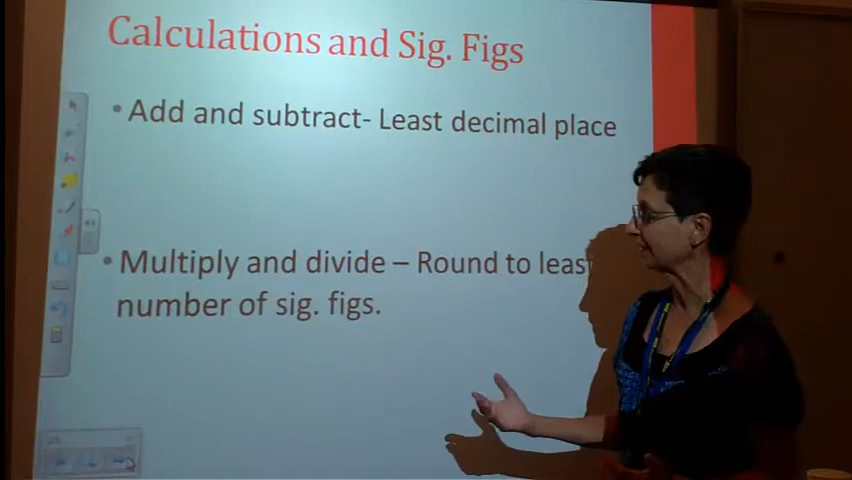 Calculations and Sig. Figs
•Add and subtract- Least decimal place
•Multiply and divide – Round to leas
number of sig. figs.